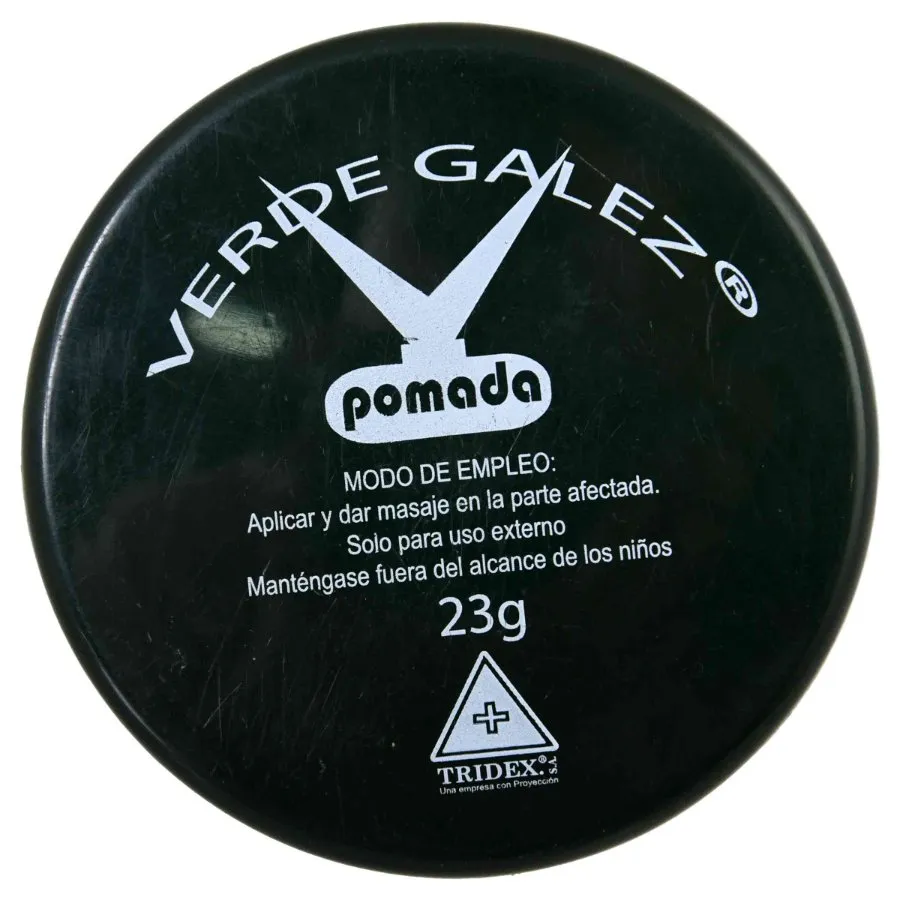 VERDE GALEZ®
pomada
MODO DE EMPLEO:
Aplicar y dar masaje en la parte afectada.
Solo para uso externo
Manténgase fuera del alcance de los niños
23g
TRIDEX.® S.A.
Una empresa con Proyección